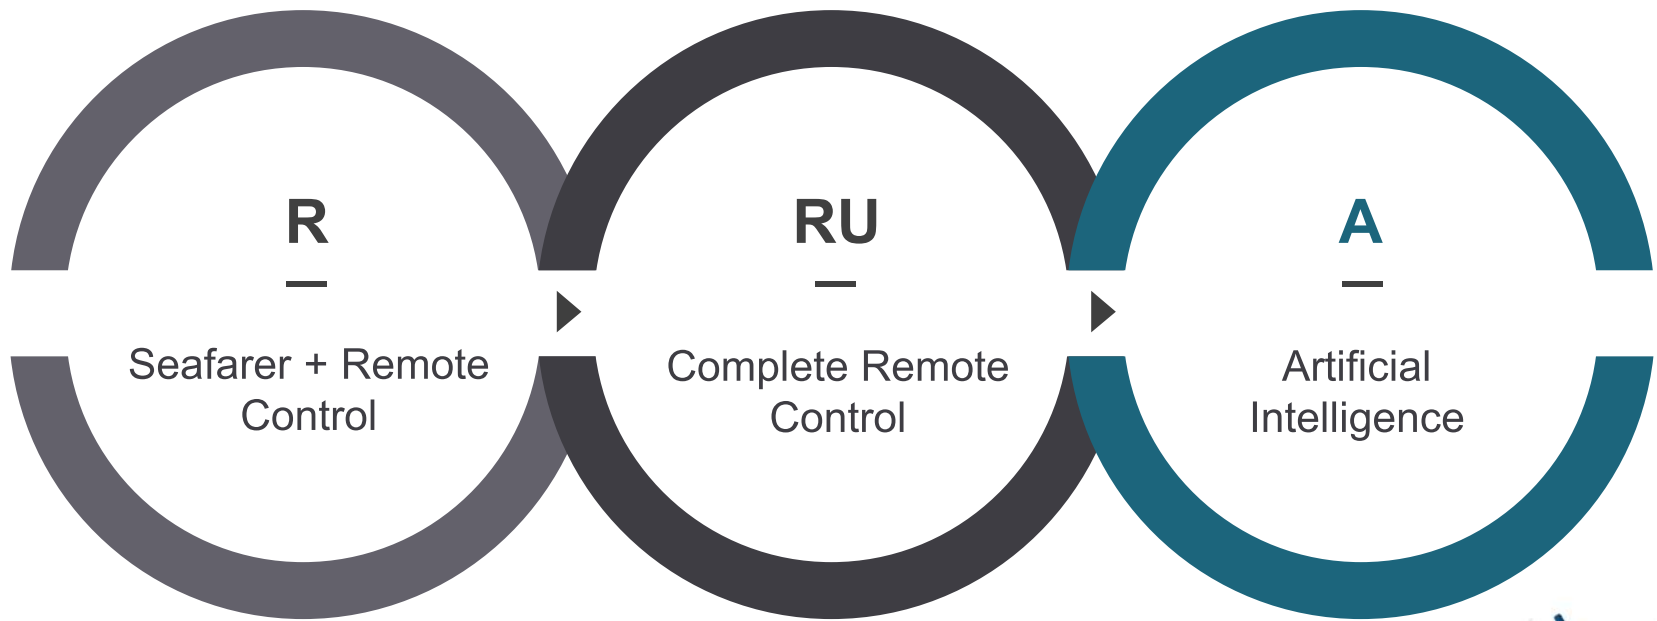 R
Seafarer + Remote
Control
RU
Complete Remote
Control
A
Artificial
Intelligence